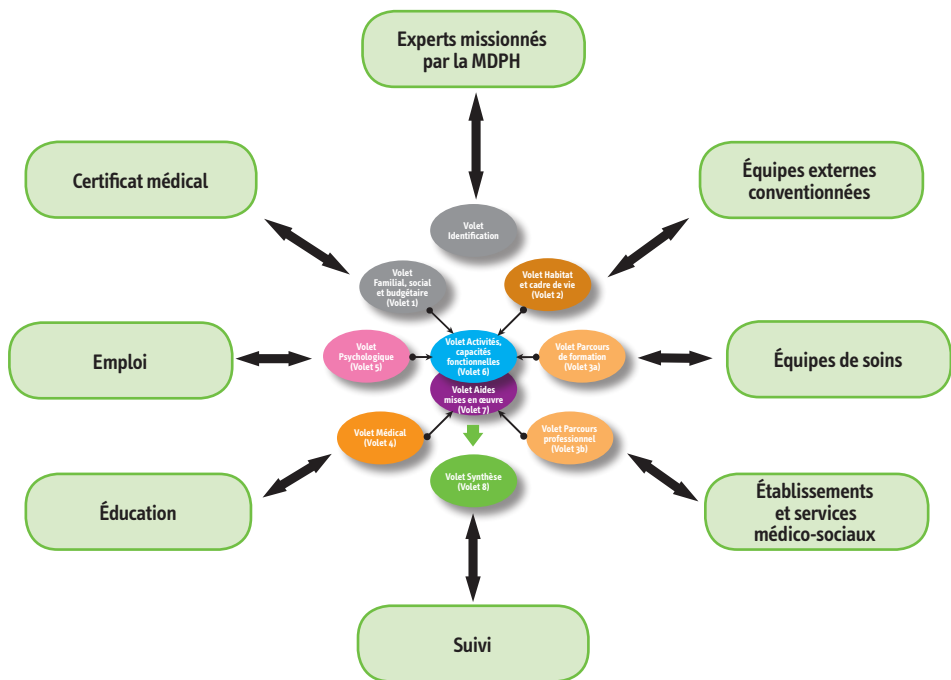 Experts missionnés
par la MDPH
Certificat médical
Équipes externes
conventionnées
Volet
Identification
Volet
Familial, social
et budgétaire
(Volet 1)
Volet Habitat
et cadre de vie
(Volet 2)
Emploi
Volet
Psychologique
(Volet 5)
Volet Activités,
capacités
fonctionnelles
(Volet 6)
Volet Parcours
de formation
(Volet 3a)
Équipes de soins
Volet Aides
mises en œuvre
(Volet 7)
Volet Médical
(Volet 4)
Volet Parcours
professionnel
(Volet 3b)
Volet Synthèse
(Volet 8)
Éducation
Établissements
et services
médico-sociaux
Suivi